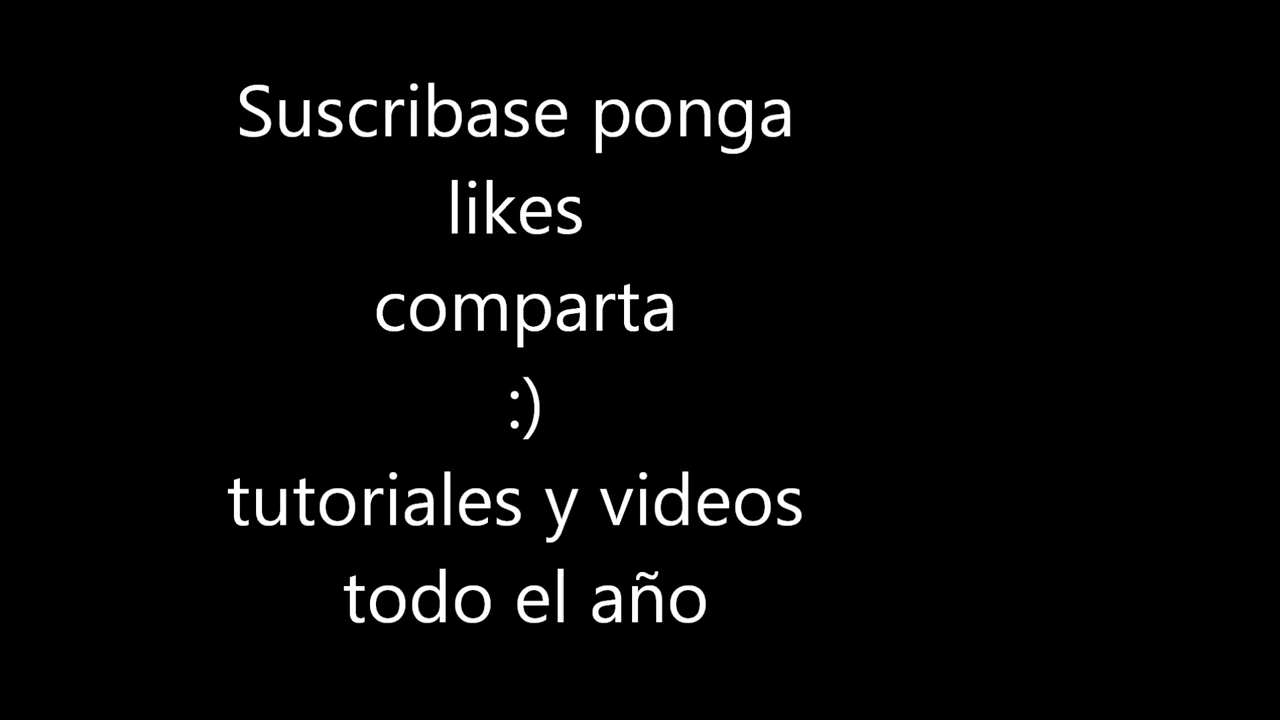 Suscribase ponga
likes
comparta
:)
tutoriales y videos
todo el año